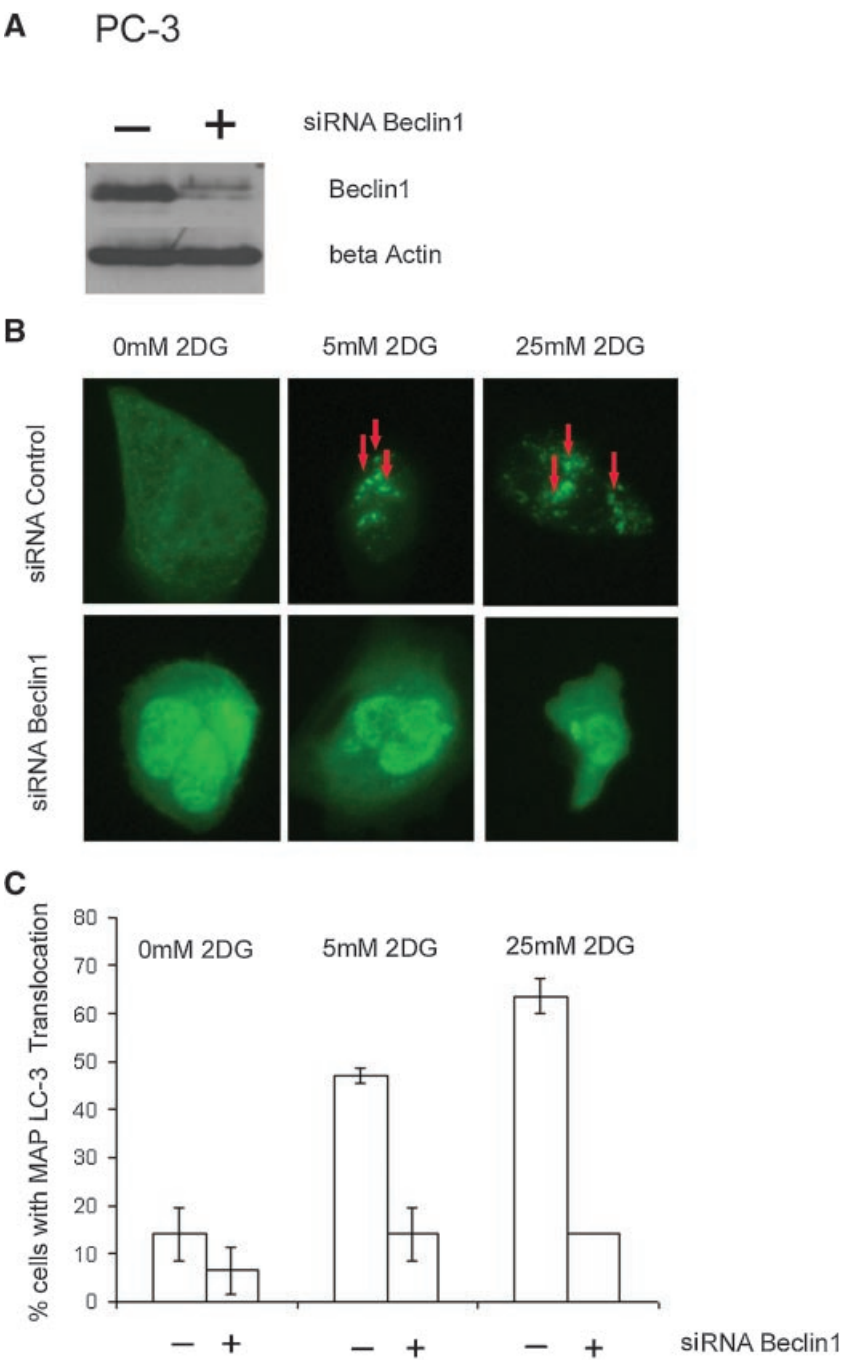 A PC-3
− + siRNA Beclin1
Beclin1
beta Actin
B
0mM 2DG 5mM 2DG 25mM 2DG
siRNA Control
siRNA Beclin1
C
% cells with MAP LC-3 Translocation
80
70
60
50
40
30
20
10
0
0mM 2DG 5mM 2DG 25mM 2DG
− + − + − + siRNA Beclin1